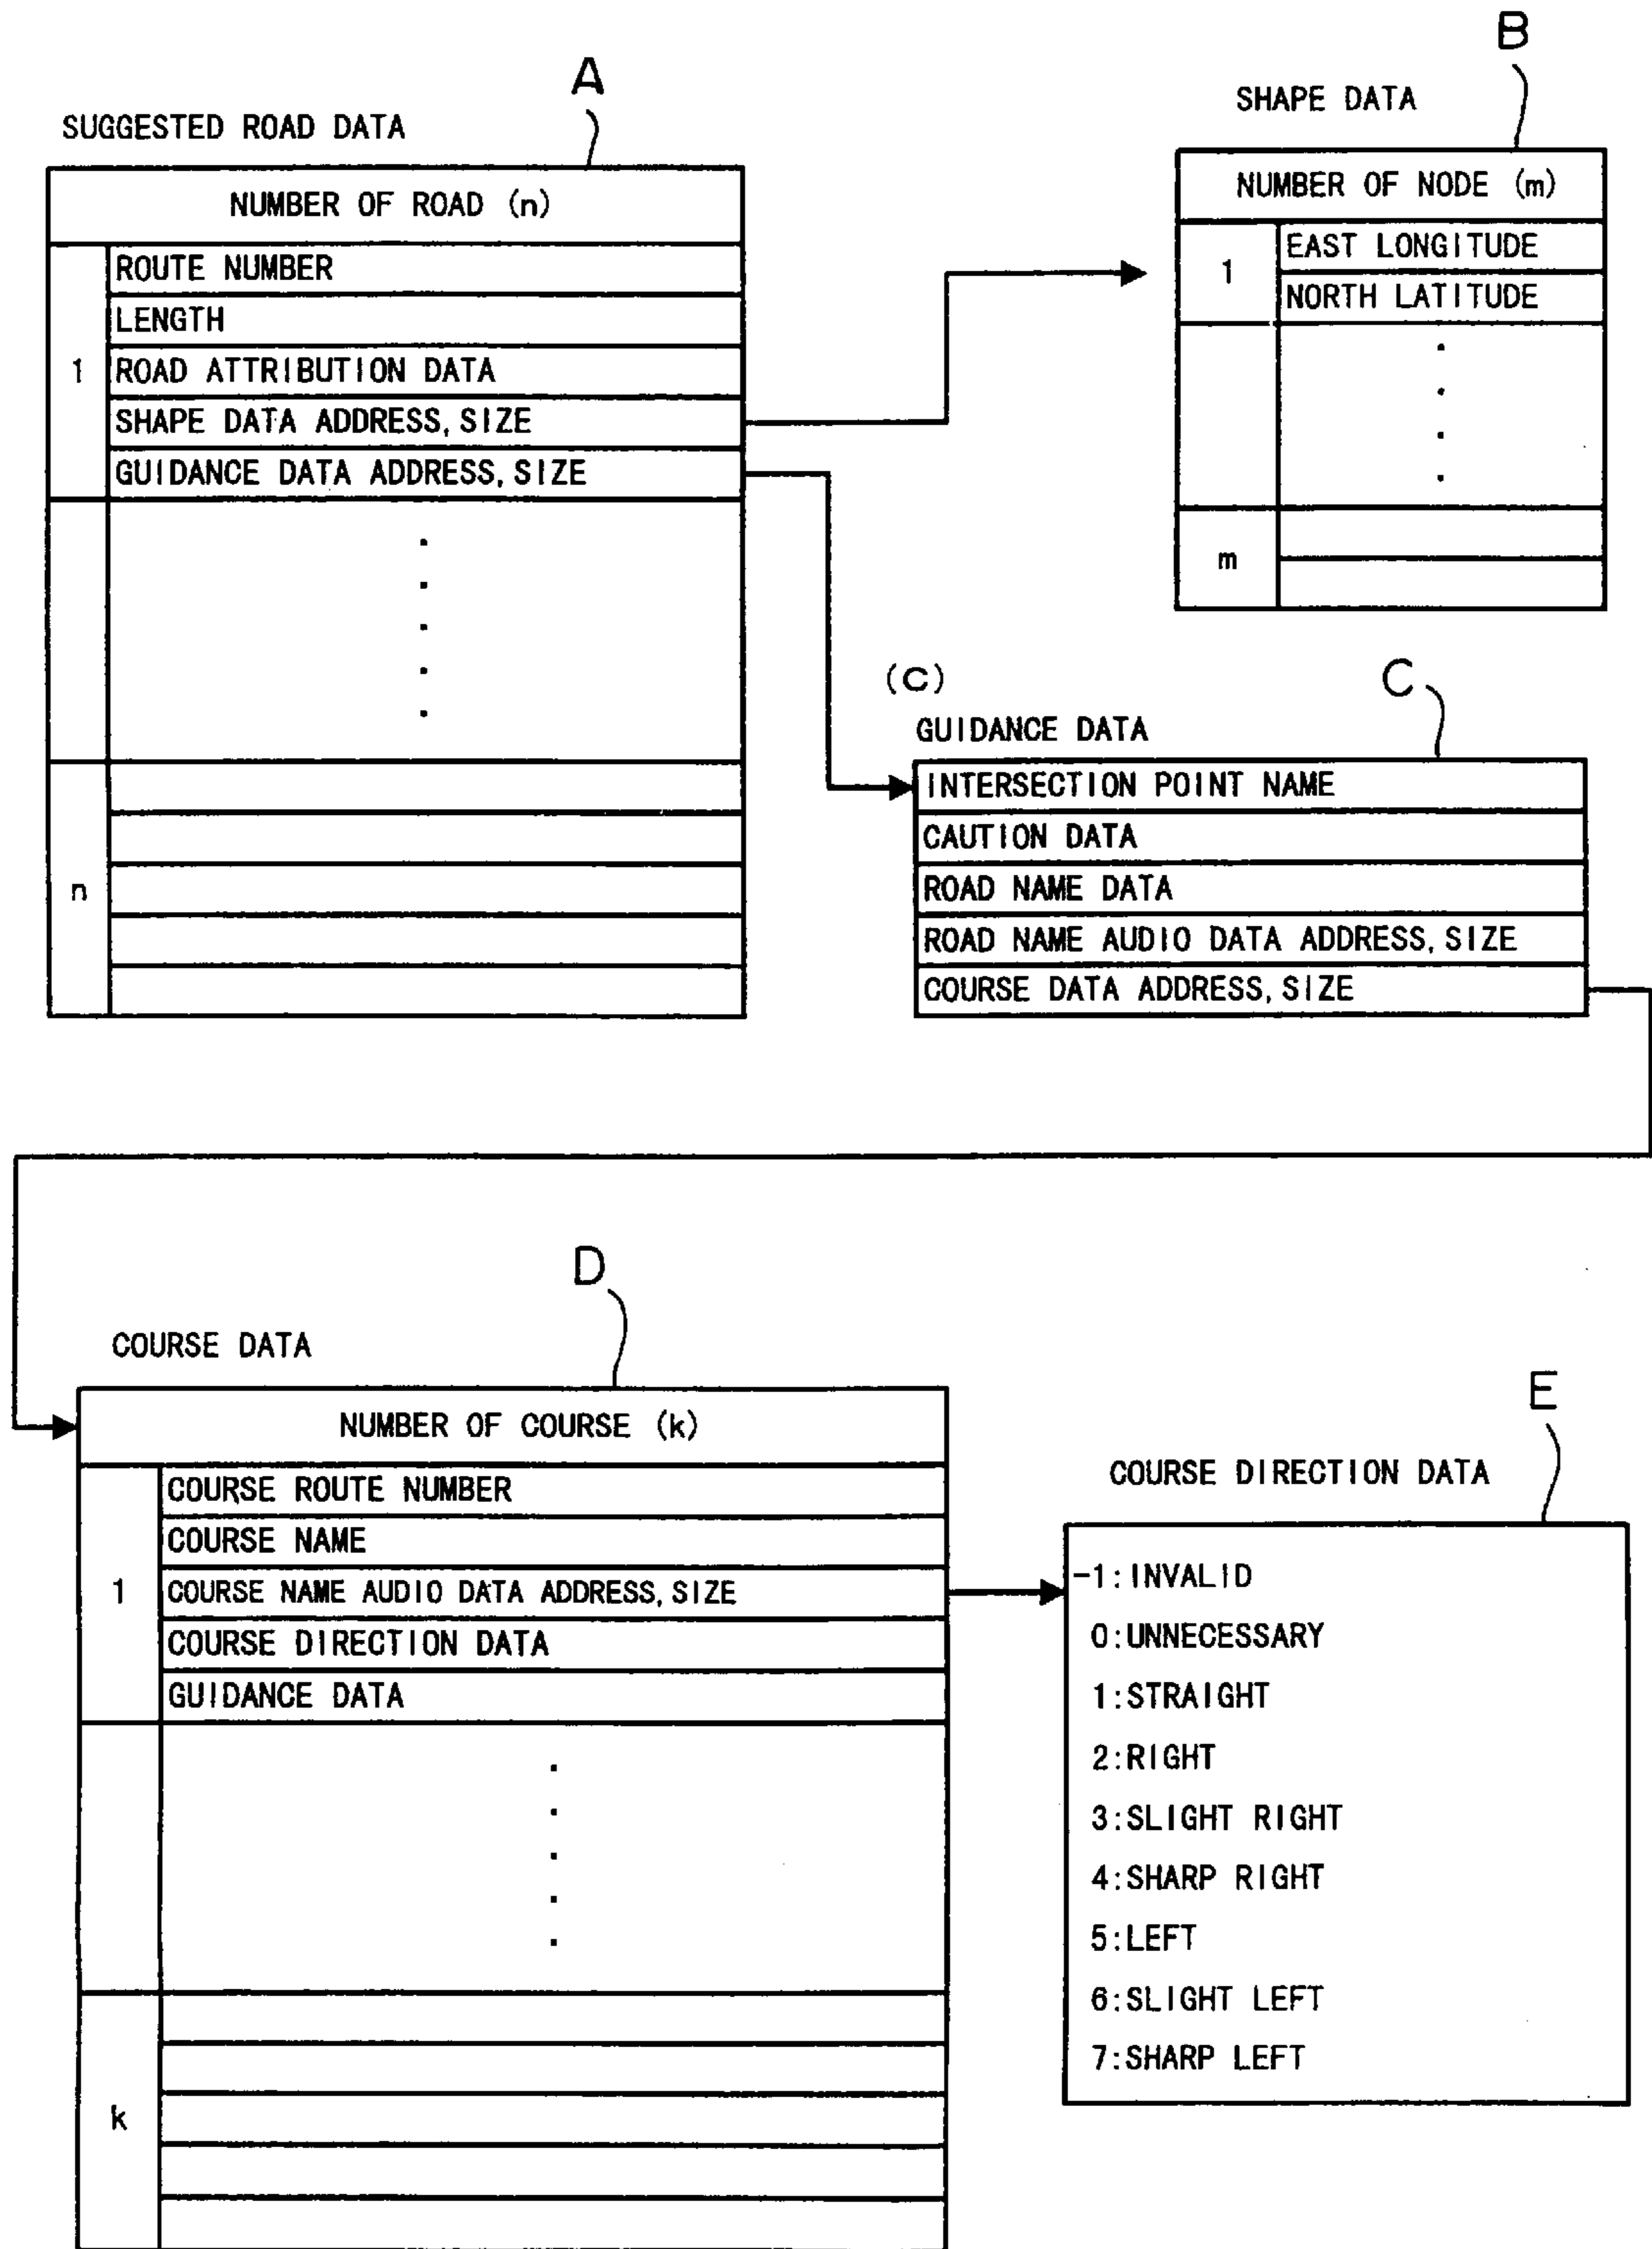 A
SUGGESTED ROAD DATA
NUMBER OF ROAD (n)
1
ROUTE NUMBER
LENGTH
ROAD ATTRIBUTION DATA
SHAPE DATA ADDRESS, SIZE
GUIDANCE DATA ADDRESS, SIZE
n
B
SHAPE DATA
NUMBER OF NODE (m)
1
EAST LONGITUDE
NORTH LATITUDE
m
(C)
C
GUIDANCE DATA
INTERSECTION POINT NAME
CAUTION DATA
ROAD NAME DATA
ROAD NAME AUDIO DATA ADDRESS, SIZE
COURSE DATA ADDRESS, SIZE
D
COURSE DATA
NUMBER OF COURSE (k)
1
COURSE ROUTE NUMBER
COURSE NAME
COURSE NAME AUDIO DATA ADDRESS, SIZE
COURSE DIRECTION DATA
GUIDANCE DATA
k
E
COURSE DIRECTION DATA
-1:INVALID
0:UNNECESSARY
1:STRAIGHT
2:RIGHT
3:SLIGHT RIGHT
4:SHARP RIGHT
5:LEFT
6:SLIGHT LEFT
7:SHARP LEFT